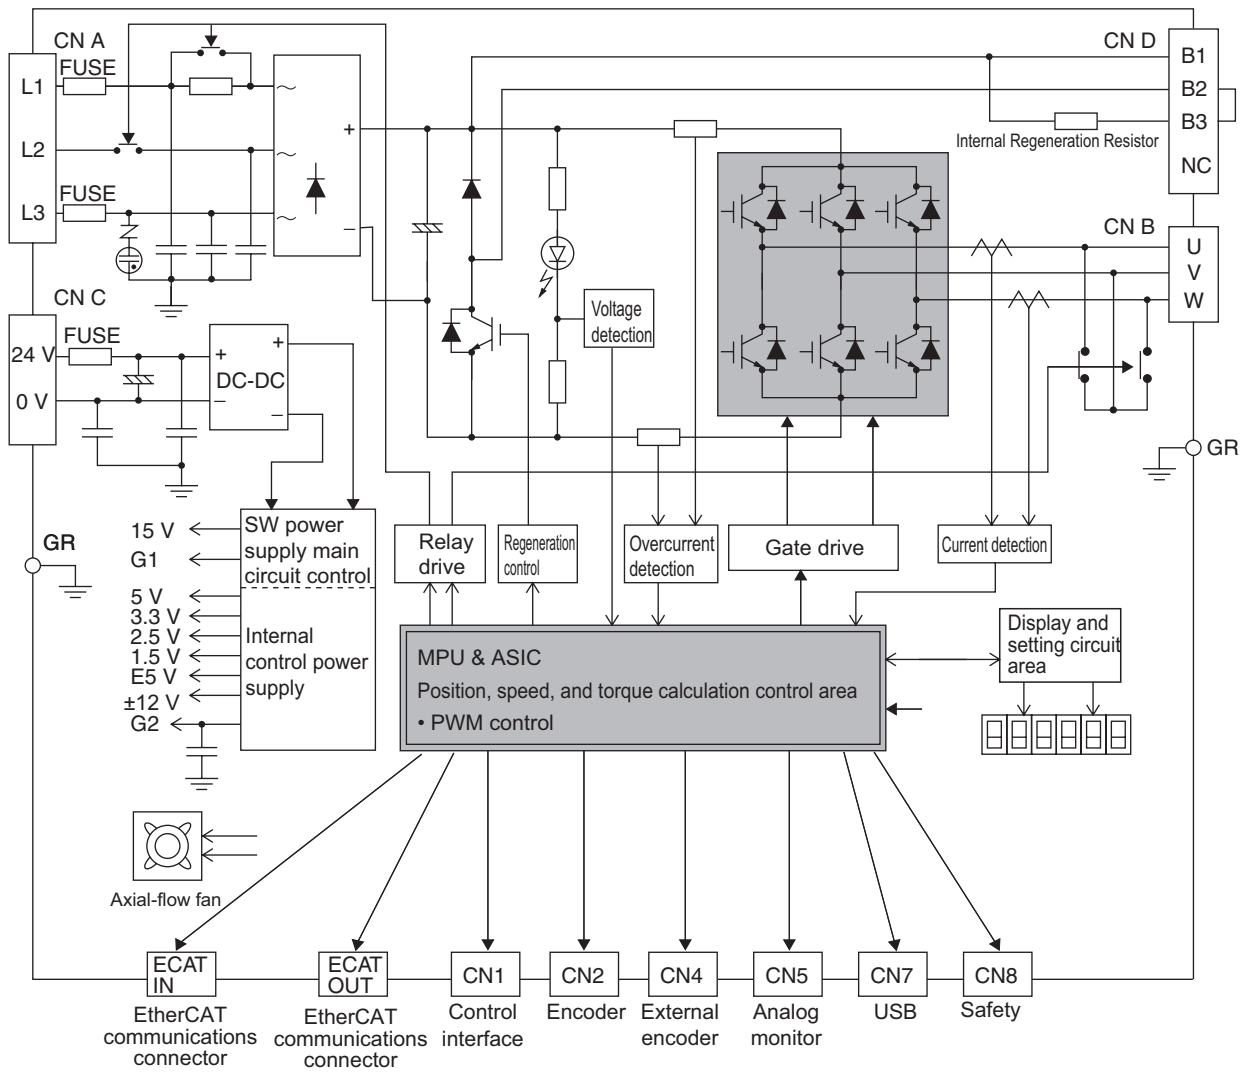 CN A
FUSE
L1
L2
FUSE
L3
+
−
CN D
B1
B2
B3
Internal Regeneration Resistor
NC
CN B
U
V
W
CN C
FUSE
24 V
0 V
+
+
DC-DC
−
−
Voltage
detection
GR
GR
15 V
G1
5 V
3.3 V
2.5 V
1.5 V
E5 V
±12 V
G2
SW power
supply main
circuit control
Internal
control power
supply
Relay
drive
Regeneration
control
Overcurrent
detection
Gate drive
Current detection
MPU & ASIC
Position, speed, and torque calculation control area
• PWM control
Display and
setting circuit
area
Axial-flow fan
ECAT
IN
ECAT
OUT
CN1
CN2
CN4
CN5
CN7
CN8
EtherCAT
communications
connector
EtherCAT
communications
connector
Control
interface
Encoder
External
encoder
Analog
monitor
USB
Safety